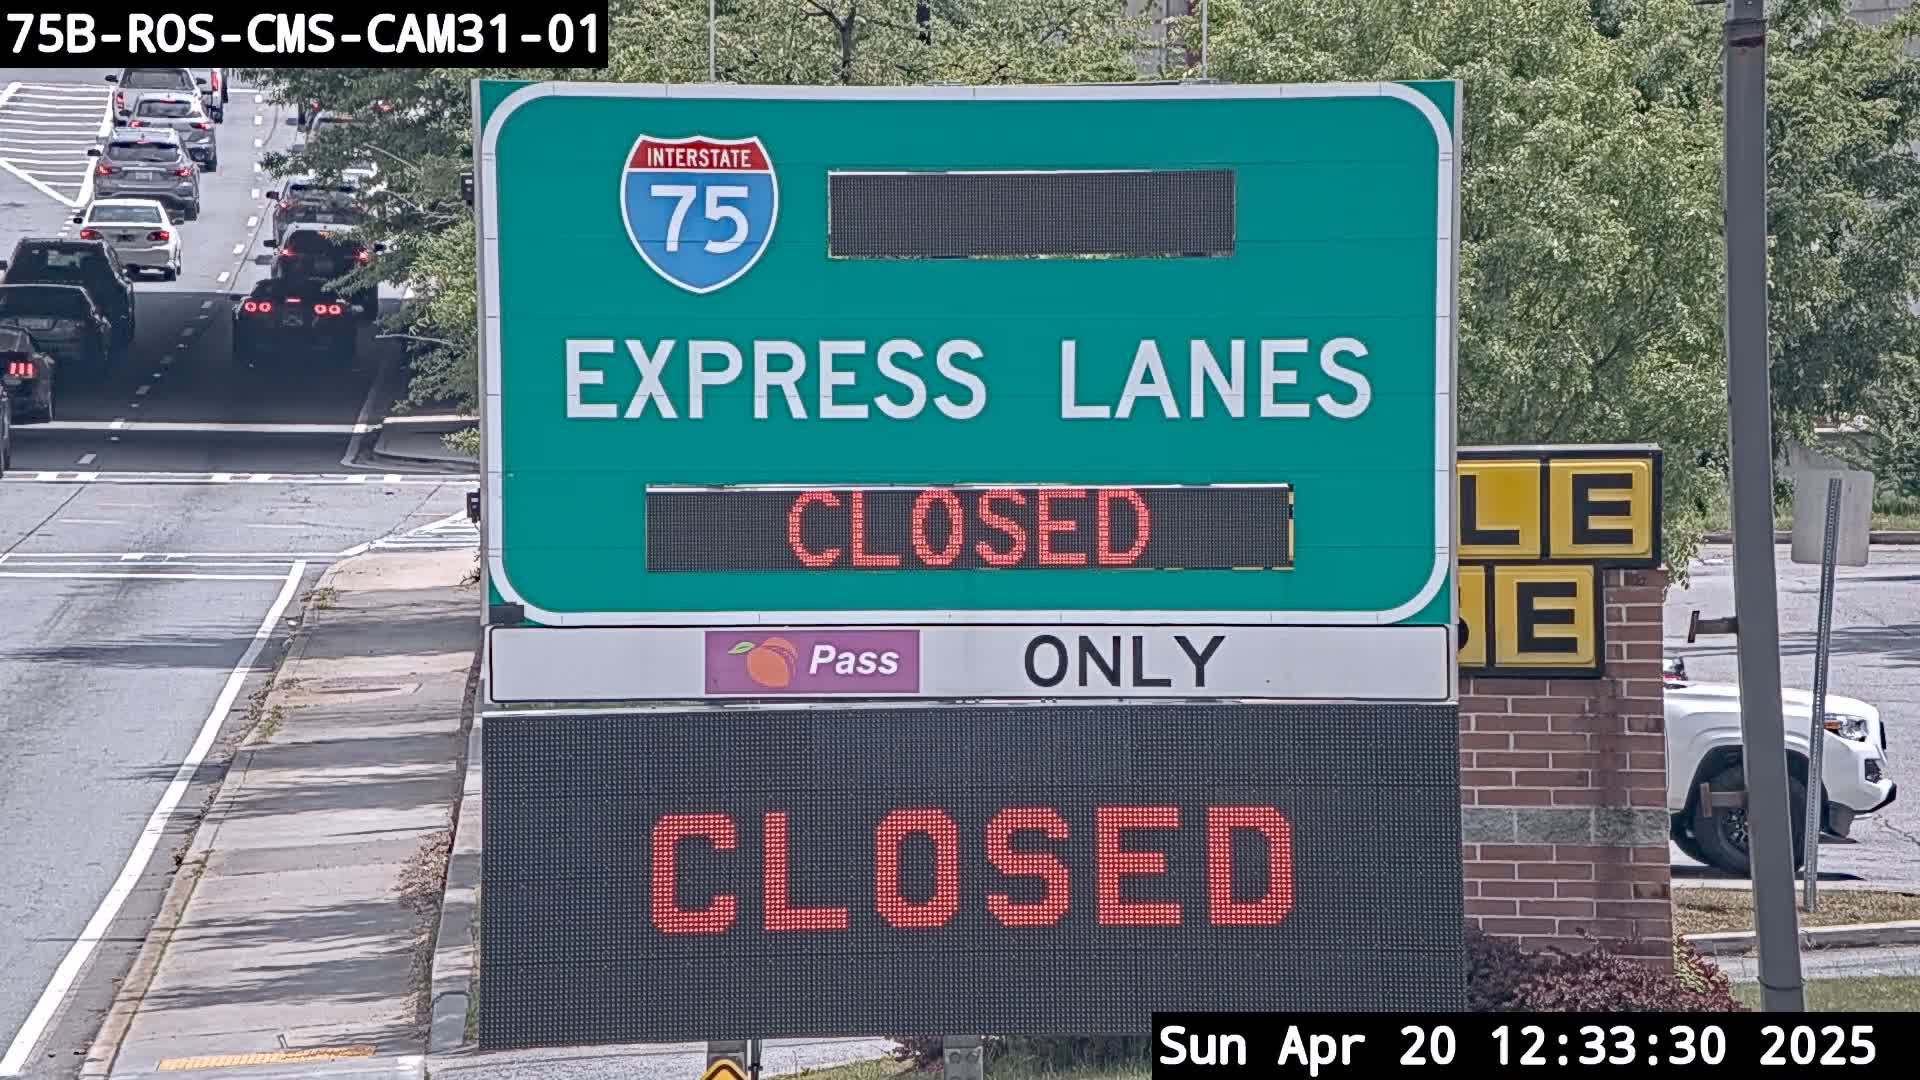 75B-ROS-CMS-CAM31-01
INTERSTATE
75
EXPRESS LANES
CLOSED
Pass ONLY
CLOSED
LE
E
Sun Apr 20 12:33:30 2025